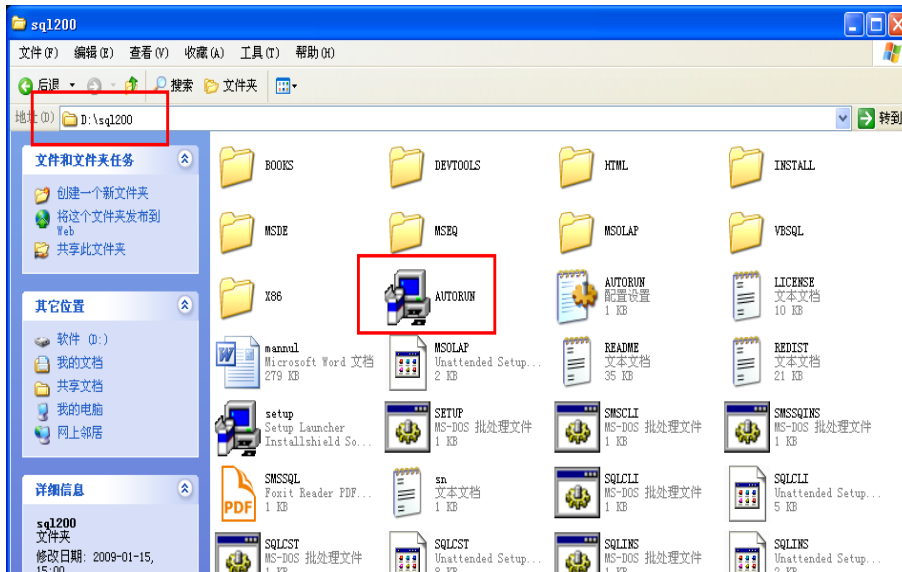 sql200
文件(F) 编辑(E) 查看(V) 收藏(A) 工具(T) 帮助(H)
后退 搜索 文件夹
地址(D) D:\sql200 转到
文件和文件夹任务
创建一个新文件夹
将这个文件夹发布到
Web
共享此文件夹
其它位置
软件 (D:)
我的文档
共享文档
我的电脑
网上邻居
详细信息
sql200
文件夹
修改日期: 2009-01-15,
15:00
BOOKS
DEVTOOLS
HTML
INSTALL
MSDE
MSEQ
MSOLAP
VBSQL
X86
AUTORUN
AUTORUN
配置设置
1 KB
LICENSE
文本文档
10 KB
mannul
Microsoft Word 文档
279 KB
MSOLAP
Unattended Setup...
2 KB
README
文本文档
35 KB
REDIST
文本文档
21 KB
setup
Setup Launcher
Installshield So...
SETUP
MS-DOS 批处理文件
1 KB
SMSCLI
MS-DOS 批处理文件
1 KB
SMSSQINS
MS-DOS 批处理文件
1 KB
PDF
SMSSQL
Foxit Reader PDF...
1 KB
sn
文本文档
1 KB
SQLCLI
MS-DOS 批处理文件
1 KB
SQLCLI
Unattended Setup...
5 KB
SQLCST
MS-DOS 批处理文件
1 KB
SQLCST
Unattended Setup...
8 KB
SQLINS
MS-DOS 批处理文件
1 KB
SQLINS
Unattended Setup...
2 KB